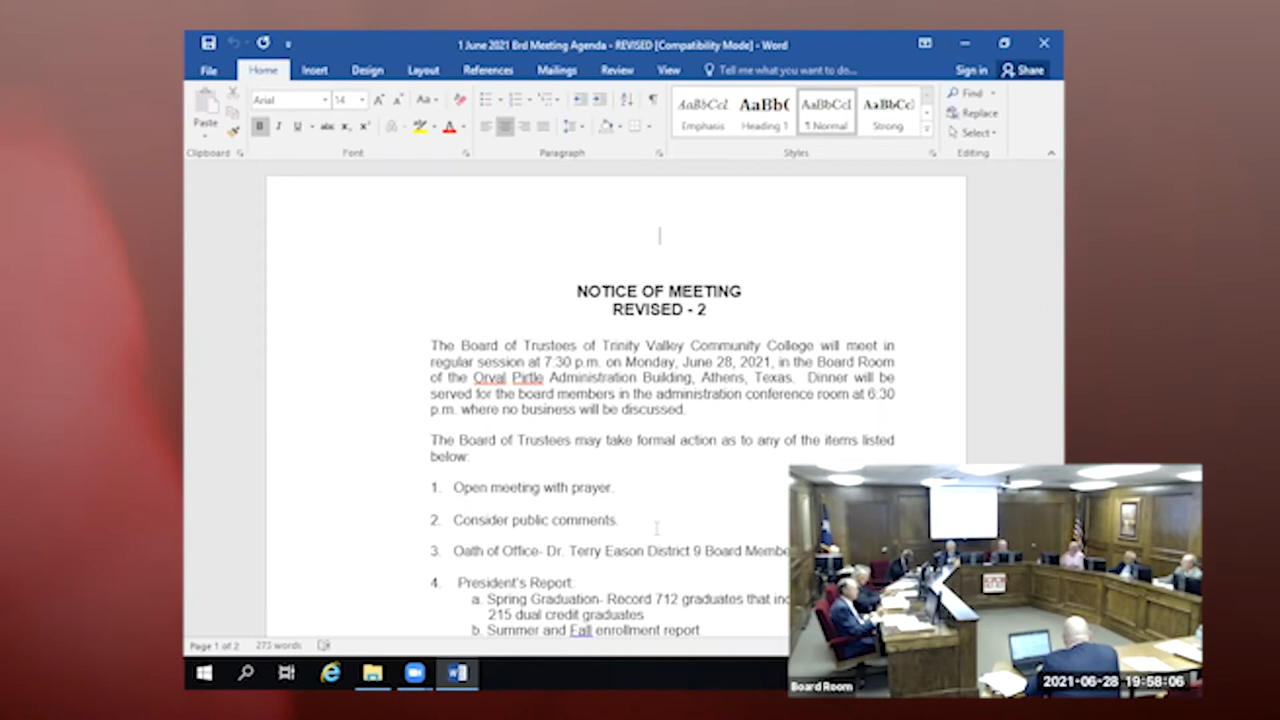 1 June 2021 Brd Meeting Agenda - REVISED [Compatibility Mode] - Word
File Home Insert Design Layout References Mailings Review View Tell me what you want to do... Sign in Share
Arial 14 Aa
Paste
B I U abc x₂ x² A
AaBbCcI AaBb( AaBbCcI AaBbCc)
Emphasis Heading 1 ¶ Normal Strong
Find
Replace
Select
Clipboard Font Paragraph Styles Editing
NOTICE OF MEETING
REVISED - 2
The Board of Trustees of Trinity Valley Community College will meet in
regular session at 7:30 p.m. on Monday, June 28, 2021, in the Board Room
of the Orval Pirtle Administration Building, Athens, Texas. Dinner will be
served for the board members in the administration conference room at 6:30
p.m. where no business will be discussed.
The Board of Trustees may take formal action as to any of the items listed
below:
1. Open meeting with prayer.
2. Consider public comments.
3. Oath of Office- Dr. Terry Eason District 9 Board Membe
4. President's Report:
a. Spring Graduation- Record 712 graduates that inc
215 dual credit graduates
b. Summer and Fall enrollment report
Page 1 of 2 273 words
Board Room
2021-06-28 19:58:06